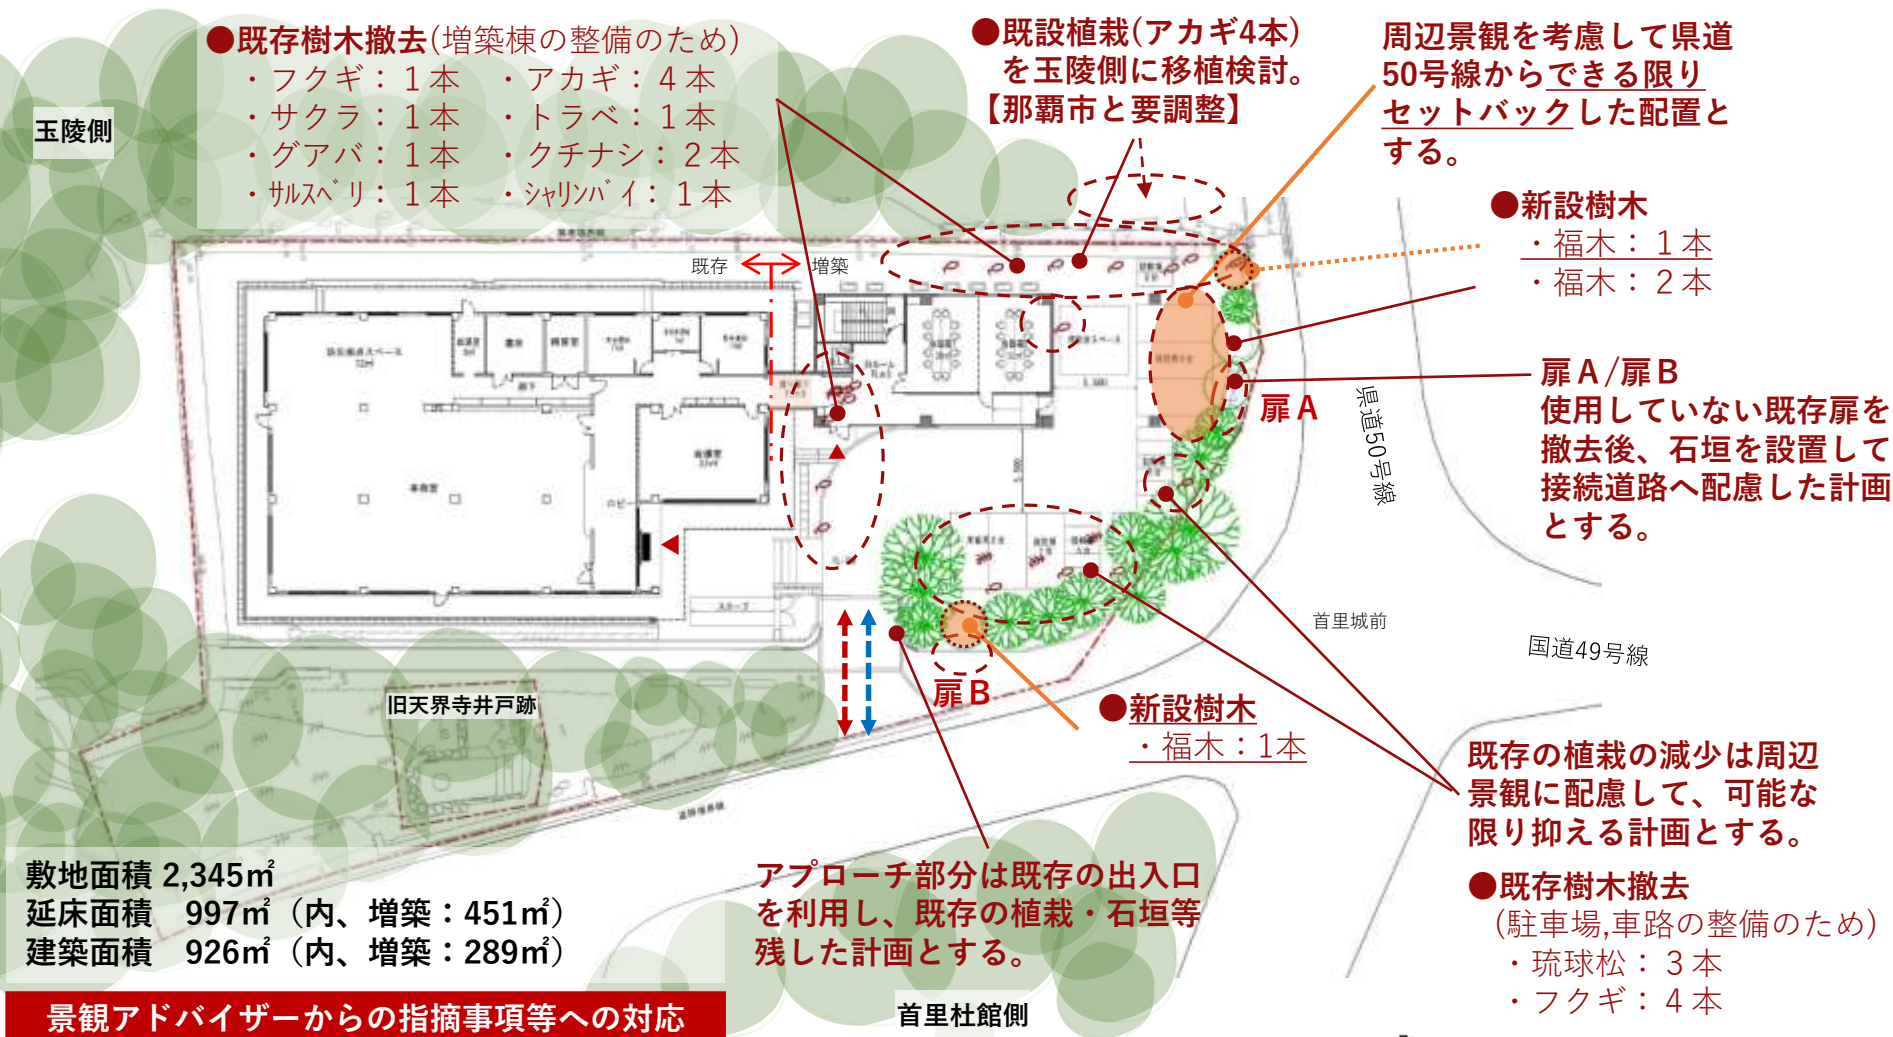 ●既存樹木撤去(増築棟の整備のため)
・フクギ：１本　・アカギ：４本
・サクラ：１本　・トラベ：１本
・グアバ：１本　・クチナシ：２本
・ｻﾙｽﾍﾞﾘ：１本　・ｼｬﾘﾝﾊﾞｲ：１本
玉陵側
●既設植栽(アカギ4本)
を玉陵側に移植検討。
【那覇市と要調整】
周辺景観を考慮して県道
50号線からできる限り
セットバックした配置と
する。
●新設樹木
・福木：１本
・福木：２本
既存
増築
扉Ａ/扉Ｂ
使用していない既存扉を
撤去後、石垣を設置して
接続道路へ配慮した計画
とする。
扉Ａ
県道50号線
事務室
ロビー
スロープ
首里城前
国道49号線
旧天界寺井戸跡
扉Ｂ
●新設樹木
・福木：1本
既存の植栽の減少は周辺
景観に配慮して、可能な
限り抑える計画とする。
●既存樹木撤去
(駐車場,車路の整備のため)
・琉球松：３本
・フクギ：４本
アプローチ部分は既存の出入口
を利用し、既存の植栽・石垣等
残した計画とする。
敷地面積 2,345㎡
延床面積　997㎡（内、増築：451㎡）
建築面積　926㎡（内、増築：289㎡）
景観アドバイザーからの指摘事項等への対応
首里杜館側